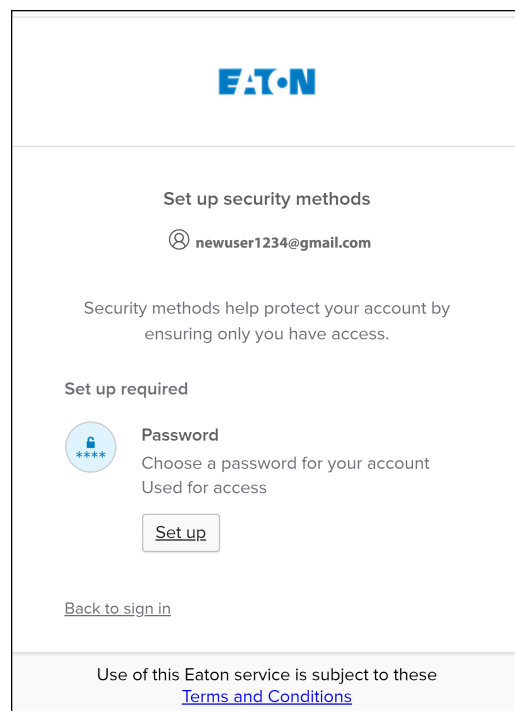 EATON
Set up security methods
newuser1234@gmail.com
Security methods help protect your account by
ensuring only you have access.
Set up required
****
Password
Choose a password for your account
Used for access
Set up
Back to sign in
Use of this Eaton service is subject to these
Terms and Conditions